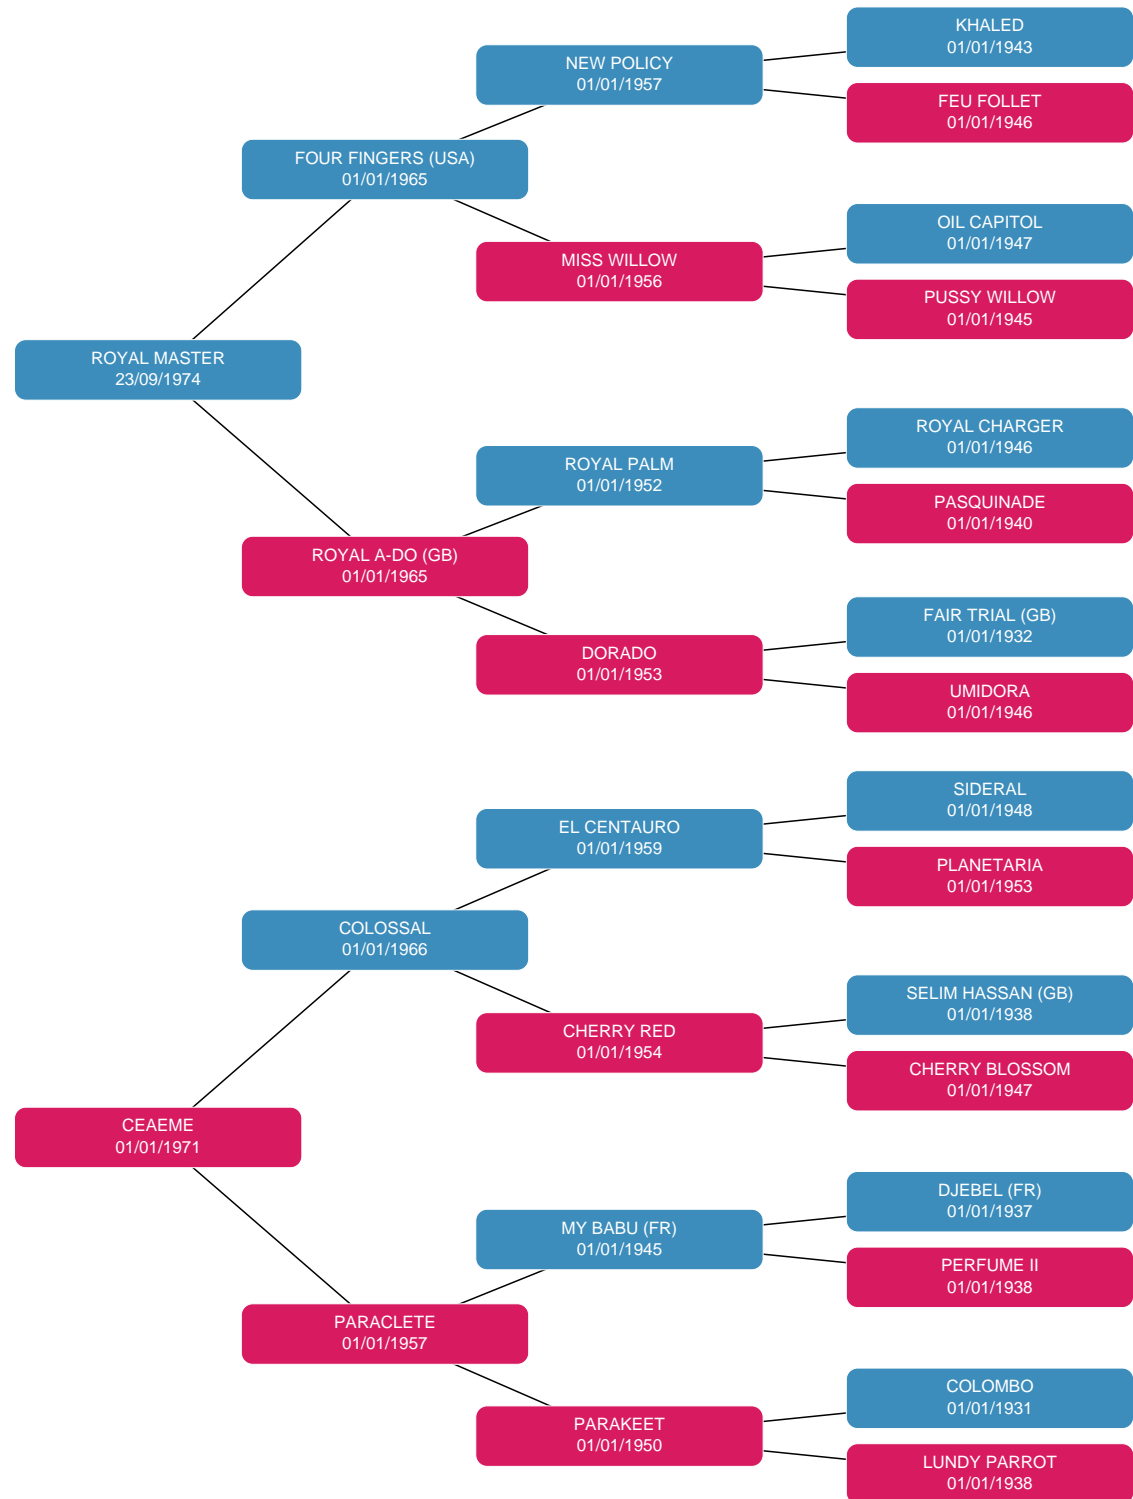 KHALED
01/01/1943
NEW POLICY
01/01/1957
FEU FOLLET
01/01/1946
FOUR FINGERS (USA)
01/01/1965
OIL CAPITOL
01/01/1947
MISS WILLOW
01/01/1956
PUSSY WILLOW
01/01/1945
ROYAL MASTER
23/09/1974
ROYAL CHARGER
01/01/1946
ROYAL PALM
01/01/1952
PASQUINADE
01/01/1940
ROYAL A-DO (GB)
01/01/1965
FAIR TRIAL (GB)
01/01/1932
DORADO
01/01/1953
UMIDORA
01/01/1946
SIDERAL
01/01/1948
EL CENTAURO
01/01/1959
PLANETARIA
01/01/1953
COLOSSAL
01/01/1966
SELIM HASSAN (GB)
01/01/1938
CHERRY RED
01/01/1954
CHERRY BLOSSOM
01/01/1947
CEAEME
01/01/1971
DJEBEL (FR)
01/01/1937
MY BABU (FR)
01/01/1945
PERFUME II
01/01/1938
PARACLETE
01/01/1957
COLOMBO
01/01/1931
PARAKEET
01/01/1950
LUNDY PARROT
01/01/1938